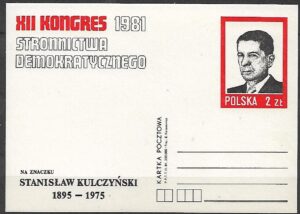 XII KONGRES 1981
STRONNICTWA
DEMOKRATYCZNEGO
POLSKA 2 ZŁ
NA ZNACZKU
STANISŁAW KULCZYŃSKI
1895 – 1975
KARTKA POCZTOWA